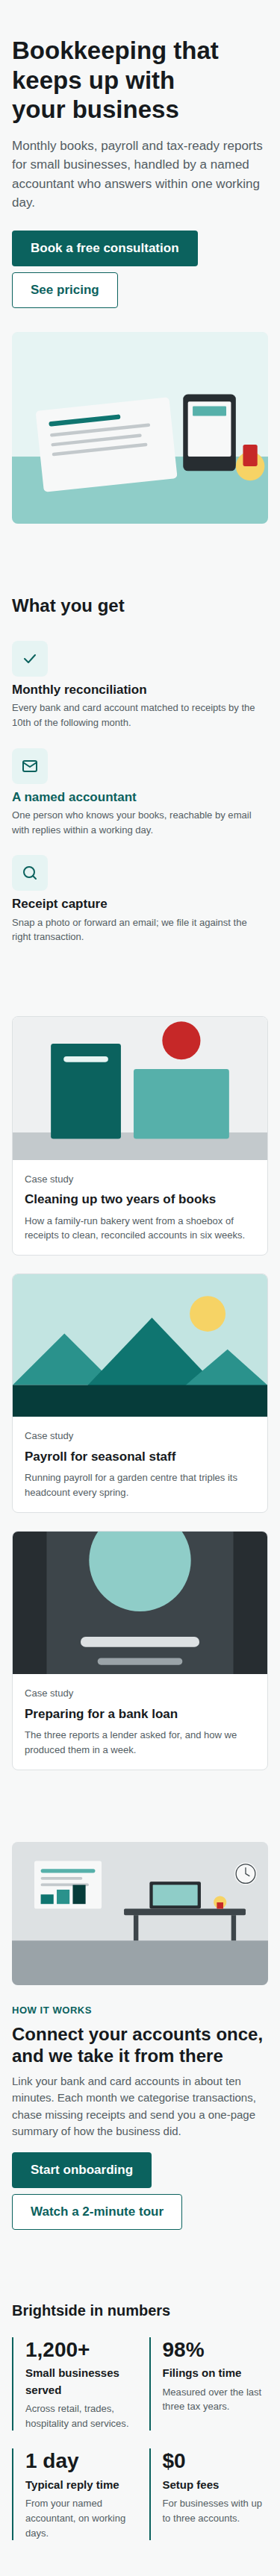 Bookkeeping that
keeps up with
your business
Monthly books, payroll and tax-ready reports
for small businesses, handled by a named
accountant who answers within one working
day.
Book a free consultation
See pricing
What you get
Monthly reconciliation
Every bank and card account matched to receipts by the
10th of the following month.
A named accountant
One person who knows your books, reachable by email
with replies within a working day.
Receipt capture
Snap a photo or forward an email; we file it against the
right transaction.
Case study
Cleaning up two years of books
How a family-run bakery went from a shoebox of
receipts to clean, reconciled accounts in six weeks.
Case study
Payroll for seasonal staff
Running payroll for a garden centre that triples its
headcount every spring.
Case study
Preparing for a bank loan
The three reports a lender asked for, and how we
produced them in a week.
HOW IT WORKS
Connect your accounts once,
and we take it from there
Link your bank and card accounts in about ten
minutes. Each month we categorise transactions,
chase missing receipts and send you a one-page
summary of how the business did.
Start onboarding
Watch a 2-minute tour
Brightside in numbers
1,200+
Small businesses
served
Across retail, trades,
hospitality and services.
98%
Filings on time
Measured over the last
three tax years.
1 day
Typical reply time
From your named
accountant, on working
days.
$0
Setup fees
For businesses with up
to three accounts.